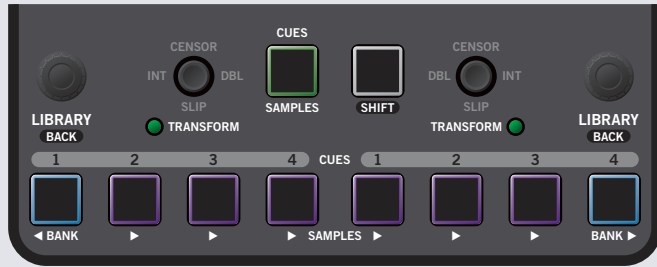 CUES
CENSOR CENSOR
INT DBL DBL INT
SLIP SLIP
SAMPLES SHIFT
LIBRARY TRANSFORM TRANSFORM LIBRARY
BACK BACK
1 2 3 4 CUES 1 2 3 4
◀ BANK ▶ ▶ ▶ SAMPLES ▶ ▶ ▶ BANK ▶